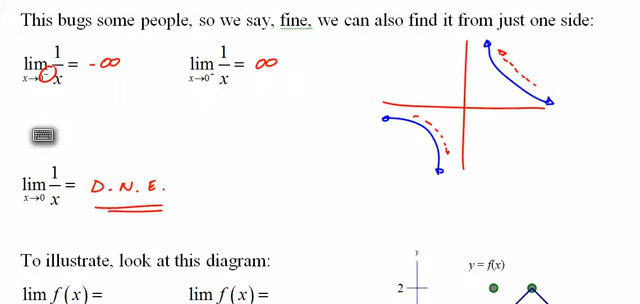 This bugs some people, so we say, fine, we can also find it from just one side:
lim x→0⁻ 1/x = -∞ lim x→0⁺ 1/x = ∞
lim x→0 1/x = D.N.E.
To illustrate, look at this diagram:
y
y = f(x)
2
lim f(x) = lim f(x) =